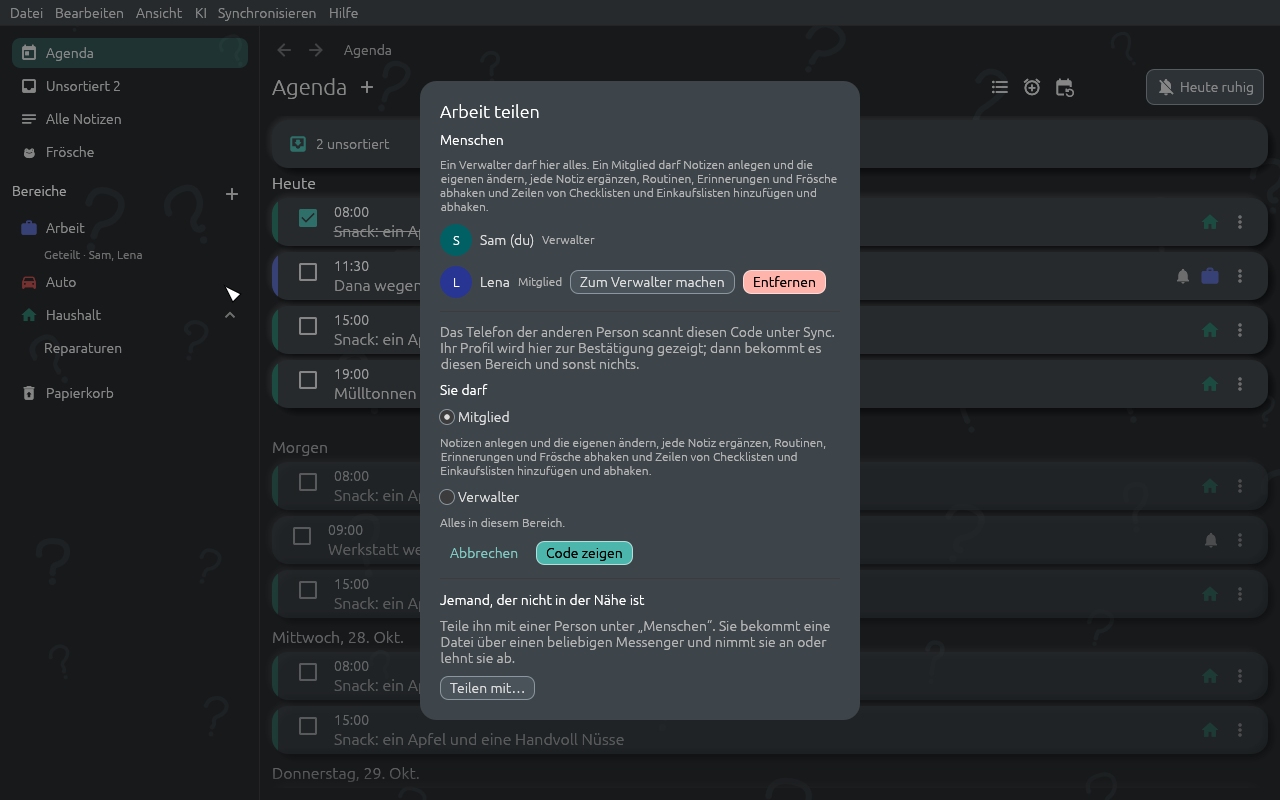 Datei Bearbeiten Ansicht KI Synchronisieren Hilfe
Agenda
Unsortiert 2
Alle Notizen
Frösche
Bereiche
Arbeit
Geteilt · Sam, Lena
Auto
Haushalt
Reparaturen
Papierkorb
Agenda
Agenda
Heute ruhig
2 unsortiert
Heute
08:00
Snack: ein
11:30
Dana
15:00
Snack: ein
19:00
Mülltonnen
Morgen
08:00
Snack: ein
09:00
Werkstatt
15:00
Snack: ein
Mittwoch, 28. Okt.
08:00
Snack: ein
15:00
Snack: ein Apfel und eine Handvoll Nüsse
Donnerstag, 29. Okt.
Arbeit teilen
Menschen
Ein Verwalter darf hier alles. Ein Mitglied darf Notizen anlegen und die
eigenen ändern, jede Notiz ergänzen, Routinen, Erinnerungen und Frösche
abhaken und Zeilen von Checklisten und Einkaufslisten hinzufügen und
abhaken.
S Sam (du) Verwalter
L Lena Mitglied Zum Verwalter machen Entfernen
Das Telefon der anderen Person scannt diesen Code unter Sync.
Ihr Profil wird hier zur Bestätigung gezeigt; dann bekommt es
diesen Bereich und sonst nichts.
Sie darf
Mitglied
Notizen anlegen und die eigenen ändern, jede Notiz ergänzen, Routinen,
Erinnerungen und Frösche abhaken und Zeilen von Checklisten und
Einkaufslisten hinzufügen und abhaken.
Verwalter
Alles in diesem Bereich.
Abbrechen Code zeigen
Jemand, der nicht in der Nähe ist
Teile ihn mit einer Person unter „Menschen“. Sie bekommt eine
Datei über einen beliebigen Messenger und nimmt sie an oder
lehnt sie ab.
Teilen mit…